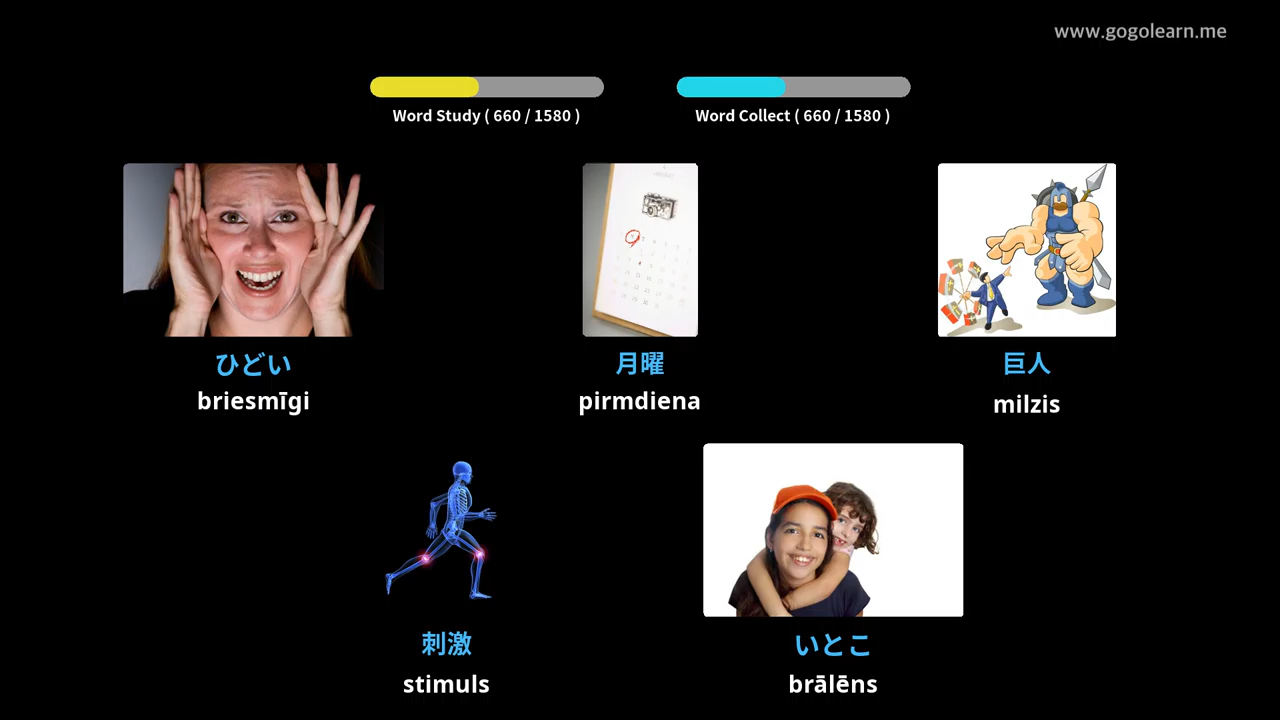 www.gogolearn.me
Word Study ( 660 / 1580 )
Word Collect ( 660 / 1580 )
ひどい
briesmīgi
月曜
pirmdiena
巨人
milzis
刺激
stimuls
いとこ
brālēns